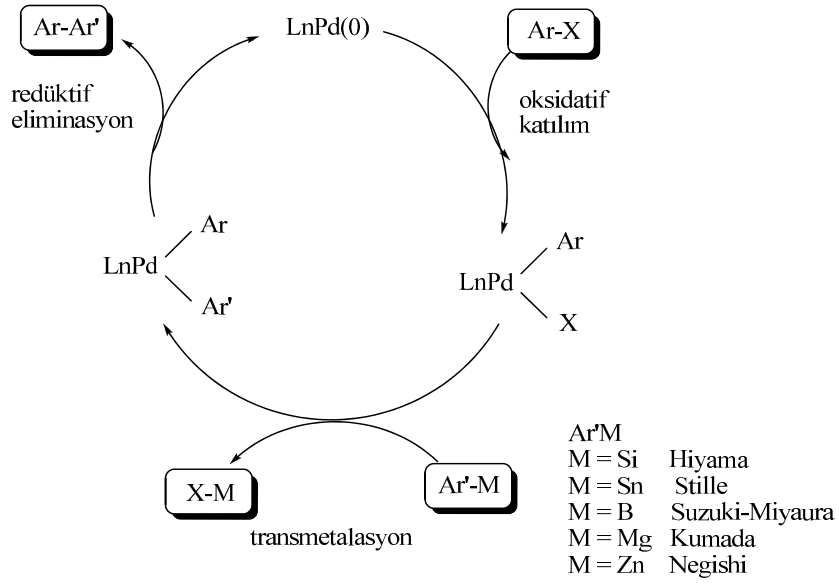 Ar-Ar'
LnPd(0)
Ar-X
redüktif
eliminasyon
oksidatif
katılım
LnPd
Ar
Ar'
LnPd
Ar
X
X-M
Ar'-M
transmetalasyon
Ar'M
M = Si Hiyama
M = Sn Stille
M = B Suzuki-Miyaura
M = Mg Kumada
M = Zn Negishi